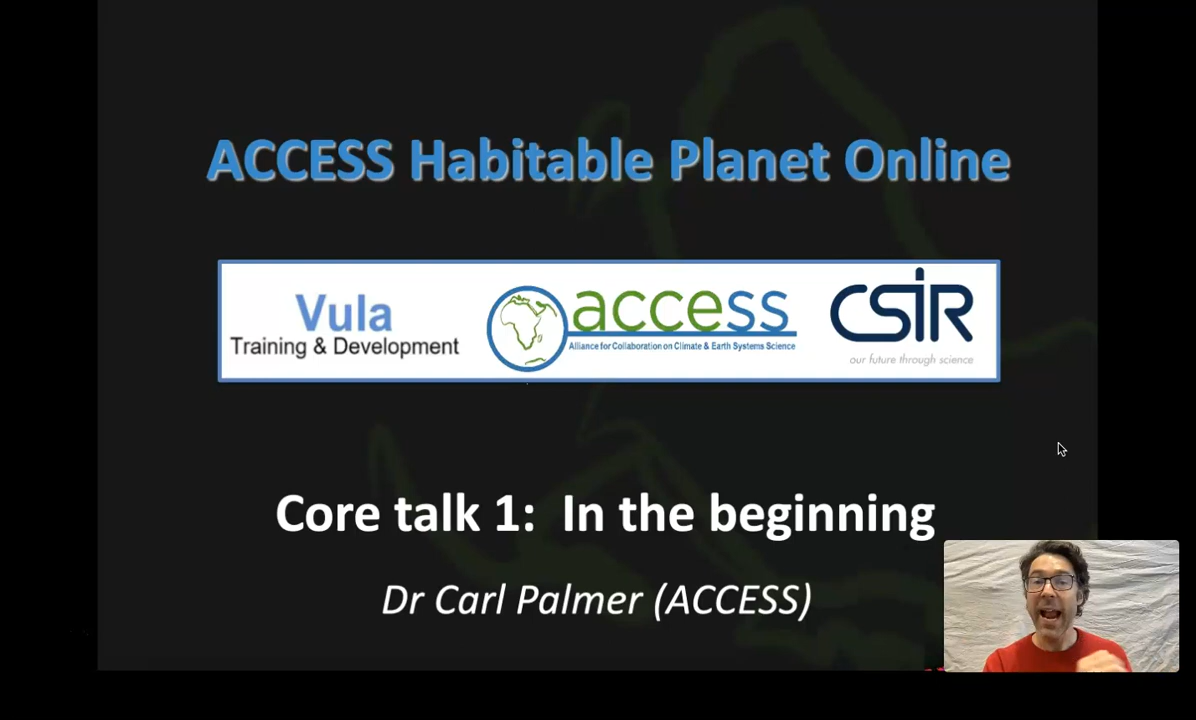 ACCESS Habitable Planet Online
Vula
Training & Development
access
Alliance for Collaboration on Climate & Earth Systems Science
CSIR
our future through science
Core talk 1: In the beginning
Dr Carl Palmer (ACCESS)